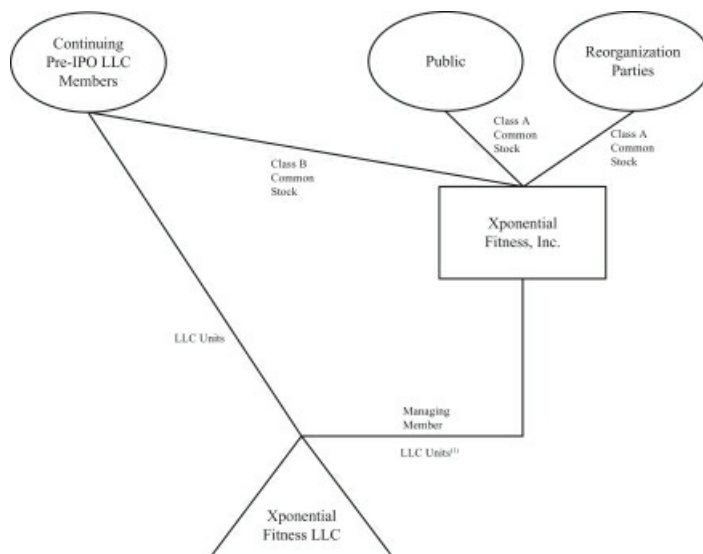 Continuing
Pre-IPO LLC
Members
Public
Reorganization
Parties
Class A
Common
Stock
Class A
Common
Stock
Class B
Common
Stock
Xponential
Fitness, Inc.
LLC Units
Managing
Member
LLC Units(1)
Xponential
Fitness LLC